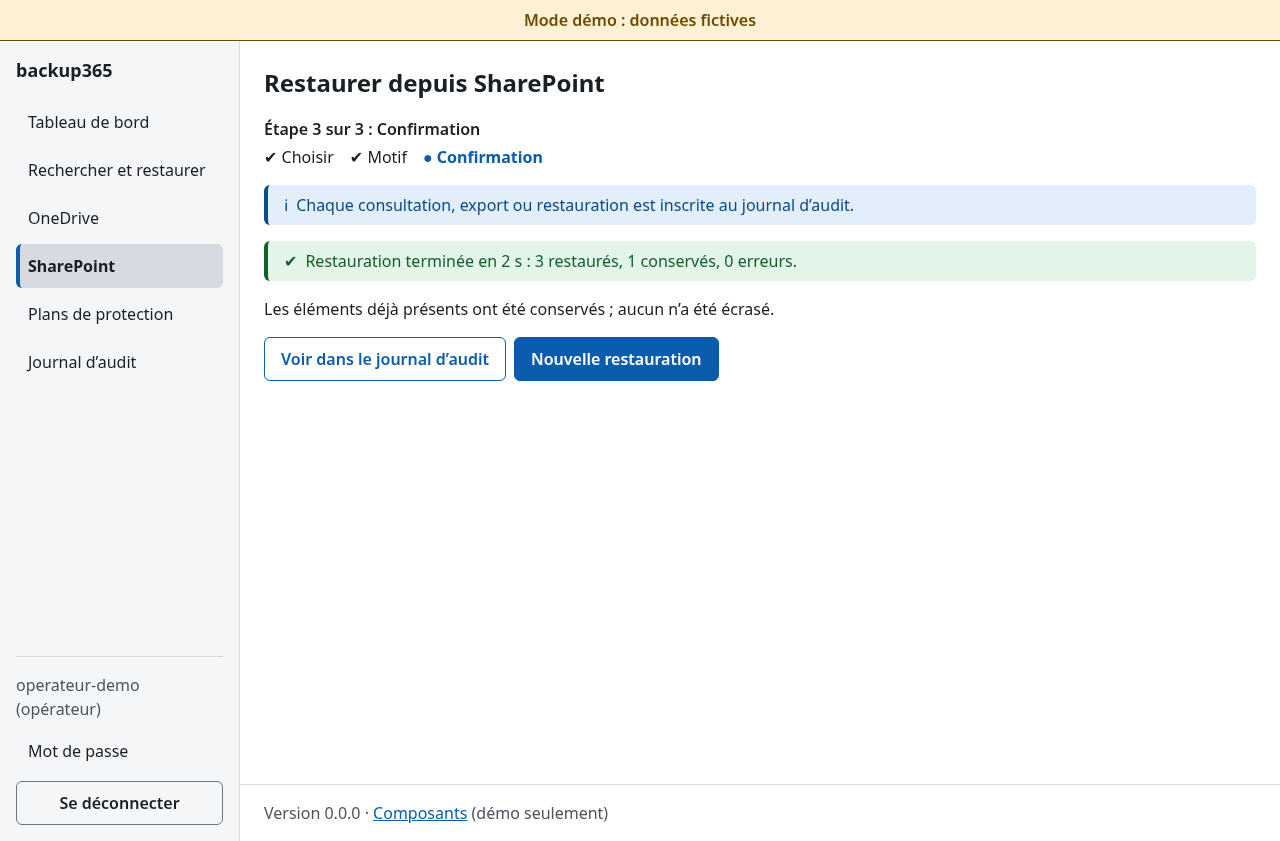 Mode démo : données fictives
backup365
Tableau de bord
Rechercher et restaurer
OneDrive
SharePoint
Plans de protection
Journal d’audit
operateur-demo
(opérateur)
Mot de passe
Se déconnecter
Restaurer depuis SharePoint
Étape 3 sur 3 : Confirmation
✔ Choisir ✔ Motif ● Confirmation
i Chaque consultation, export ou restauration est inscrite au journal d’audit.
✔ Restauration terminée en 2 s : 3 restaurés, 1 conservés, 0 erreurs.
Les éléments déjà présents ont été conservés ; aucun n’a été écrasé.
Voir dans le journal d’audit
Nouvelle restauration
Version 0.0.0 · Composants (démo seulement)